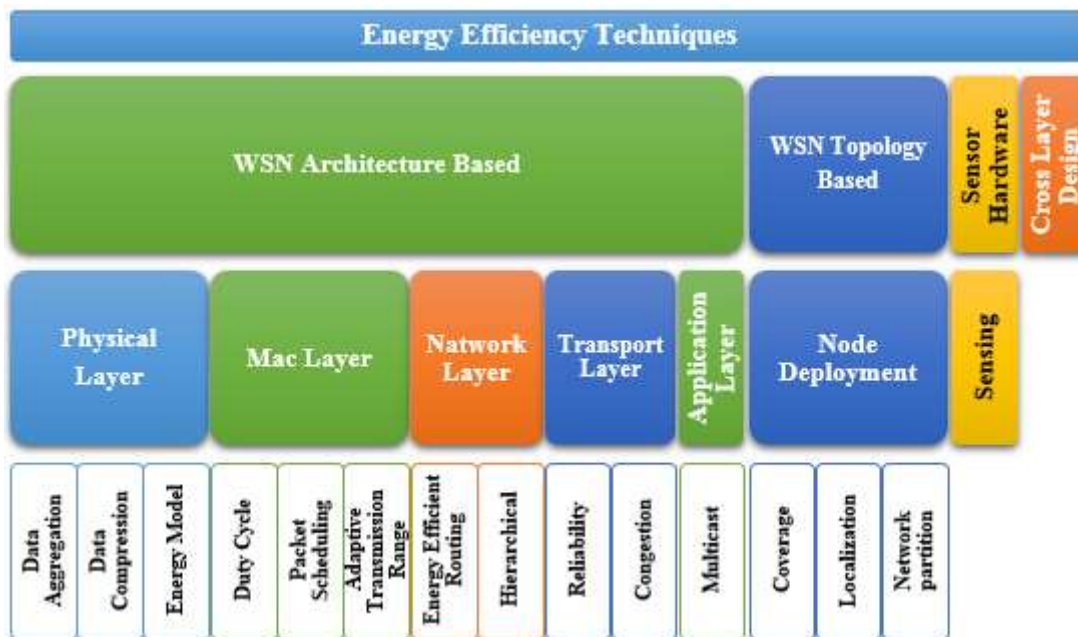 Energy Efficiency Techniques
WSN Architecture Based
WSN Topology
Based
Sensor
Hardware
Cross Layer
Design
Physical
Layer
Mac Layer
Natwork
Layer
Transport
Layer
Application
Layer
Node
Deployment
Sensing
Data
Aggregation
Data
Compression
Energy Model
Duty Cycle
Packet
Scheduling
Adaptive
Transmission
Range
Energy Efficient
Routing
Hierarchical
Reliability
Congestion
Multicast
Coverage
Localization
Network
partition